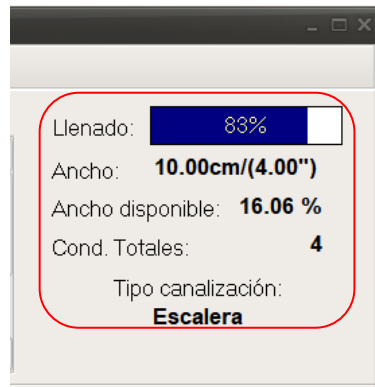 Llenado: 83%
Ancho: 10.00cm/(4.00")
Ancho disponible: 16.06 %
Cond. Totales: 4
Tipo canalización:
Escalera